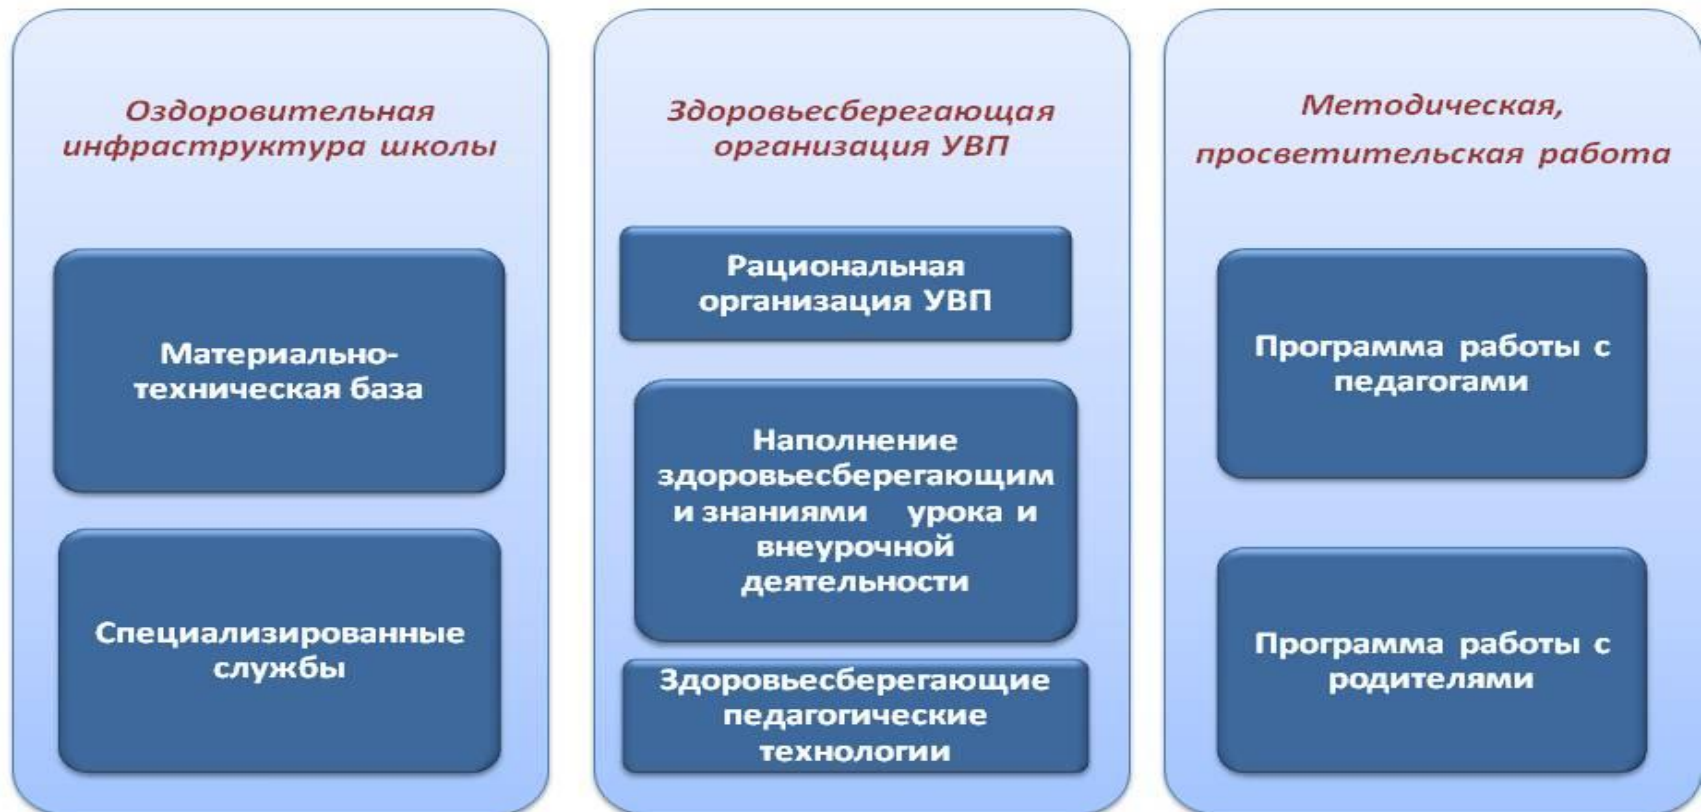 Оздоровительная
инфраструктура школы
Материально-
техническая база
Специализированные
службы
Здоровьесберегающая
организация УВП
Рациональная
организация УВП
Наполнение
здоровьесберегающим
и знаниями урока и
внеурочной
деятельности
Здоровьесберегающие
педагогические
технологии
Методическая,
просветительская работа
Программа работы с
педагогами
Программа работы с
родителями